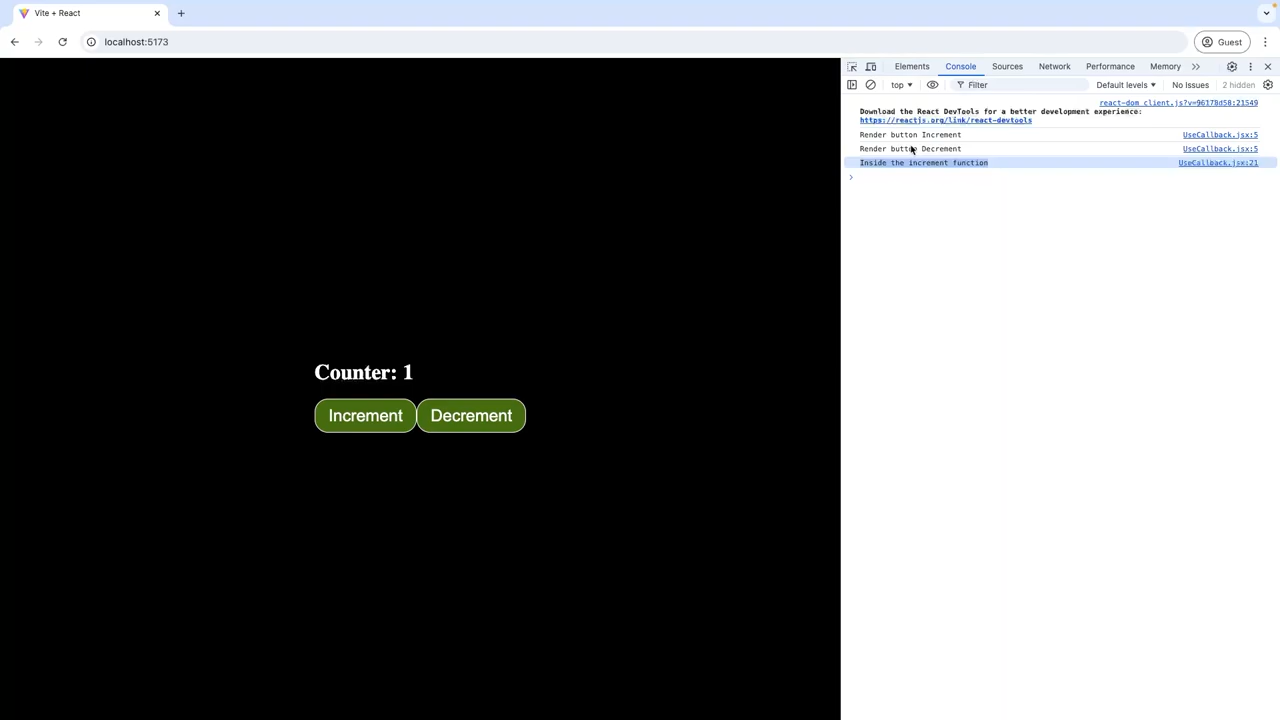 Vite + React
localhost:5173
Guest
Elements Console Sources Network Performance Memory
top Filter Default levels No Issues 2 hidden
react-dom_client.js?v=96178d58:21549
Download the React DevTools for a better development experience:
https://reactjs.org/link/react-devtools
Render button Increment UseCallback.jsx:5
Render button Decrement UseCallback.jsx:5
Inside the increment function UseCallback.jsx:21
Counter: 1
Increment Decrement